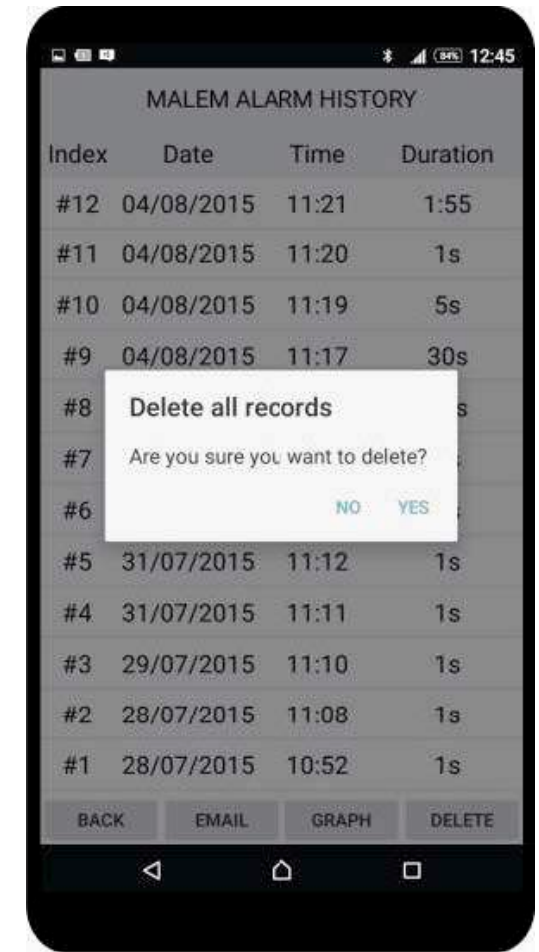 84% 12:45
MALEM ALARM HISTORY
Index Date Time Duration
#12 04/08/2015 11:21 1:55
#11 04/08/2015 11:20 1s
#10 04/08/2015 11:19 5s
#9 04/08/2015 11:17 30s
#8 s
Delete all records
#7
Are you sure you want to delete?
#6
NO YES
#5 31/07/2015 11:12 1s
#4 31/07/2015 11:11 1s
#3 29/07/2015 11:10 1s
#2 28/07/2015 11:08 1s
#1 28/07/2015 10:52 1s
BACK EMAIL GRAPH DELETE